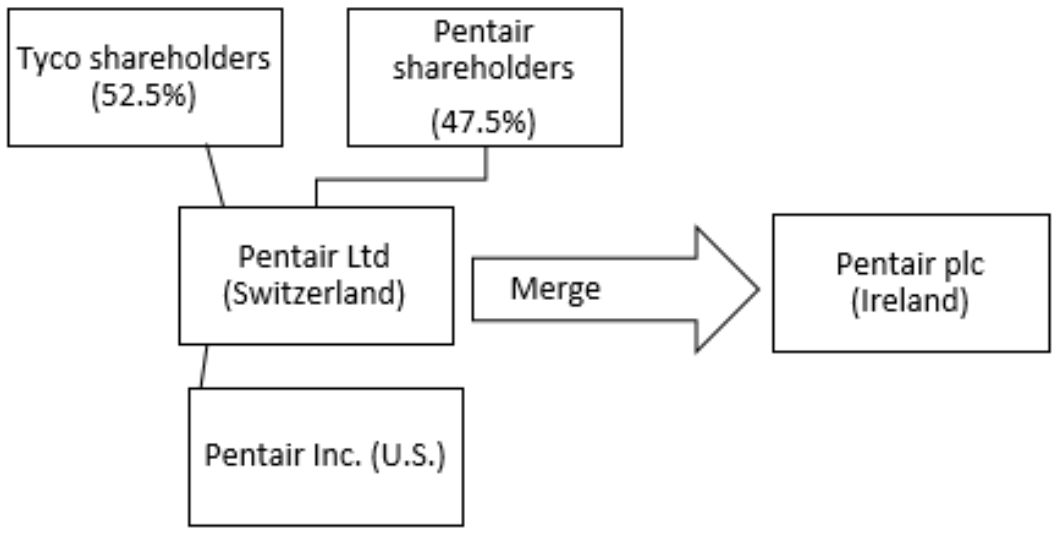 Tyco shareholders
(52.5%)
Pentair
shareholders
(47.5%)
Pentair Ltd
(Switzerland)
Merge
Pentair plc
(Ireland)
Pentair Inc. (U.S.)